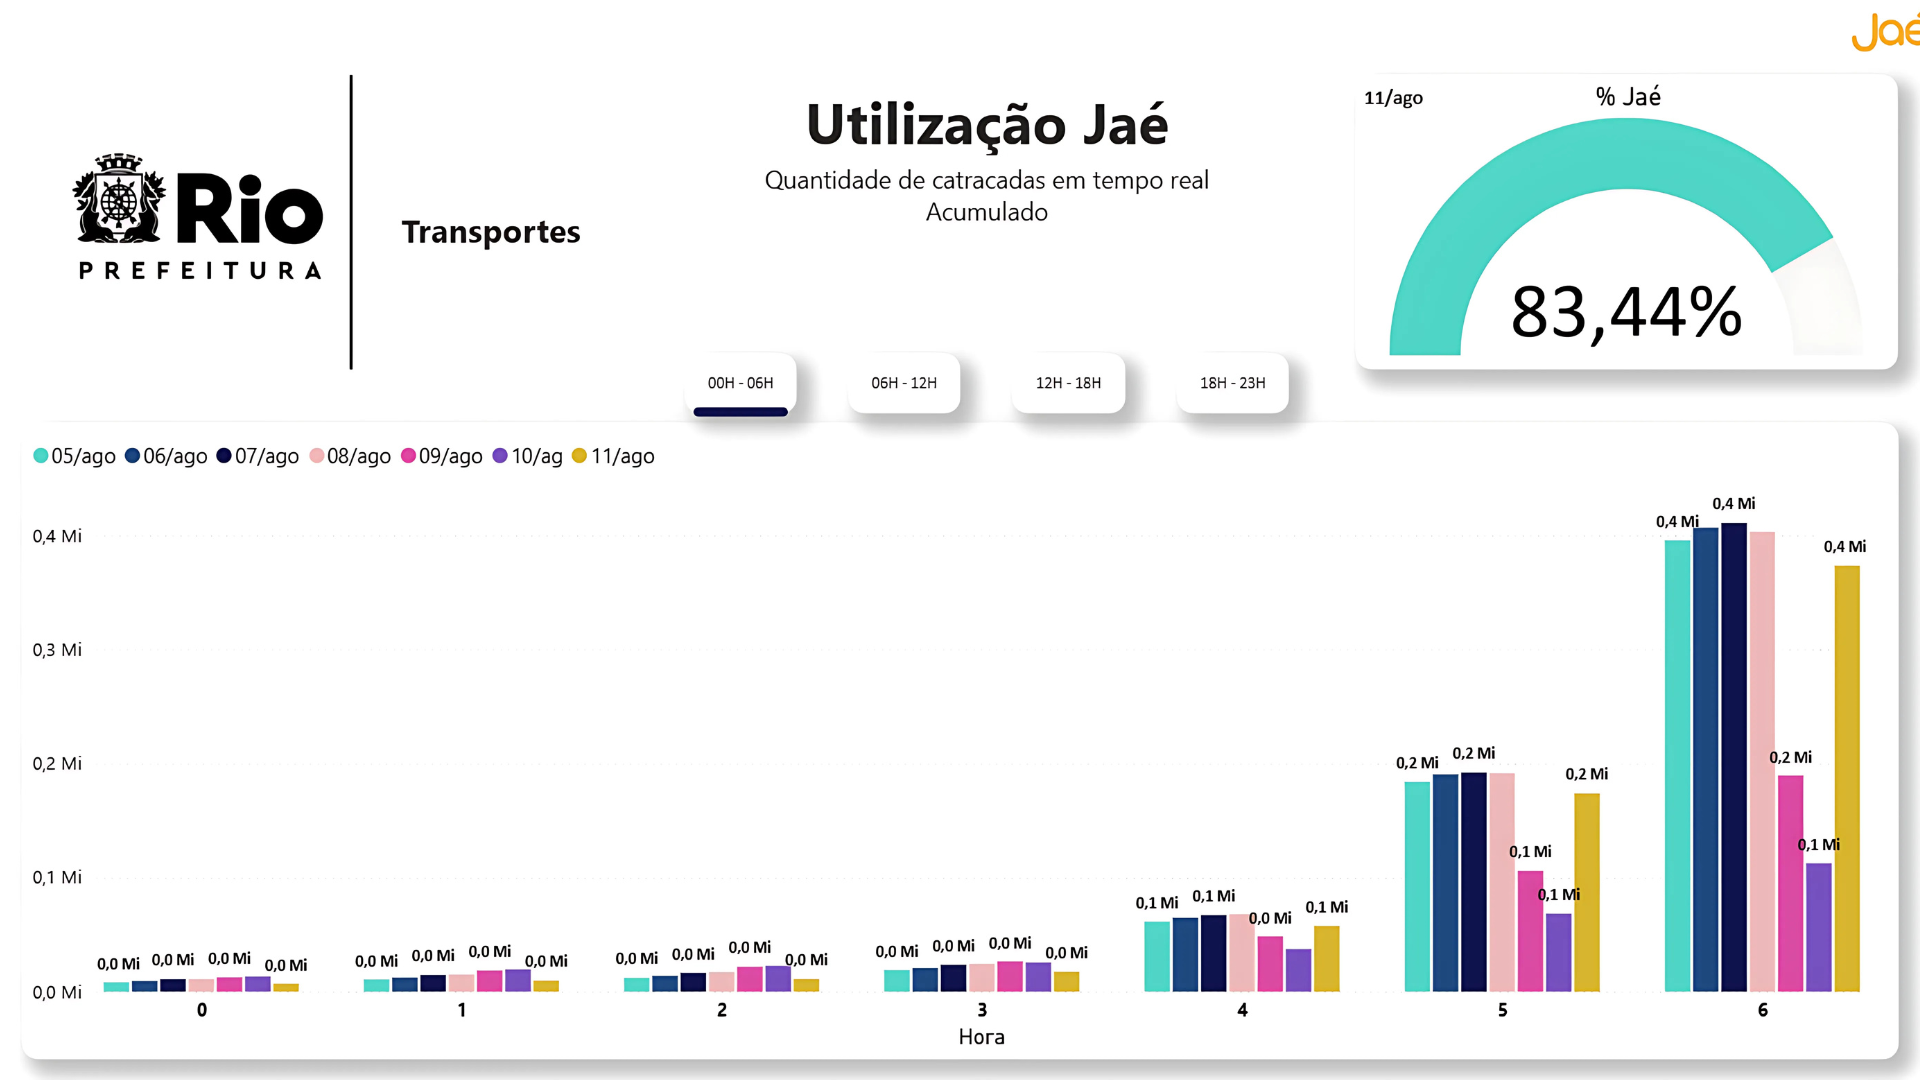 Jaé
Rio
PREFEITURA
Transportes
Utilização Jaé
Quantidade de catracadas em tempo real
Acumulado
11/ago
% Jaé
83,44%
00H - 06H
06H - 12H
12H - 18H
18H - 23H
05/ago 06/ago 07/ago 08/ago 09/ago 10/ag 11/ago
0,4 Mi
0,3 Mi
0,2 Mi
0,1 Mi
0,0 Mi
0,0 Mi 0,0 Mi 0,0 Mi 0,0 Mi
0,0 Mi 0,0 Mi 0,0 Mi 0,0 Mi
0,0 Mi 0,0 Mi 0,0 Mi 0,0 Mi
0,0 Mi 0,0 Mi 0,0 Mi 0,0 Mi
0,1 Mi 0,1 Mi 0,0 Mi 0,1 Mi
0,2 Mi 0,2 Mi 0,1 Mi 0,1 Mi 0,2 Mi
0,4 Mi 0,4 Mi 0,2 Mi 0,1 Mi 0,4 Mi
0 1 2 3 4 5 6
Hora